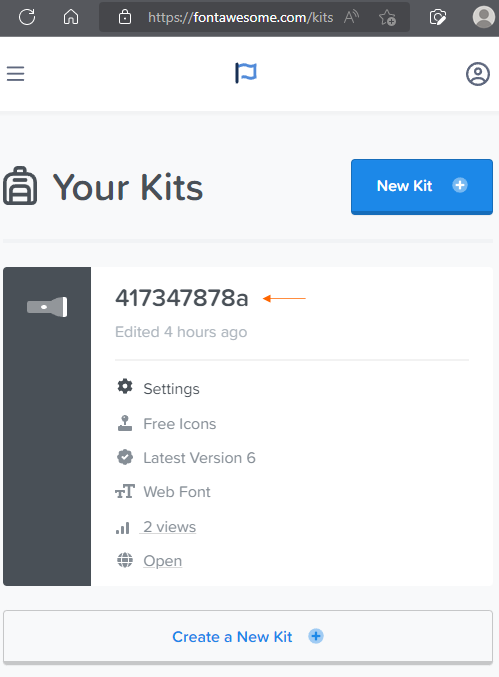 https://fontawesome.com/kits
Your Kits
New Kit
417347878a
Edited 4 hours ago
Settings
Free Icons
Latest Version 6
Web Font
2 views
Open
Create a New Kit